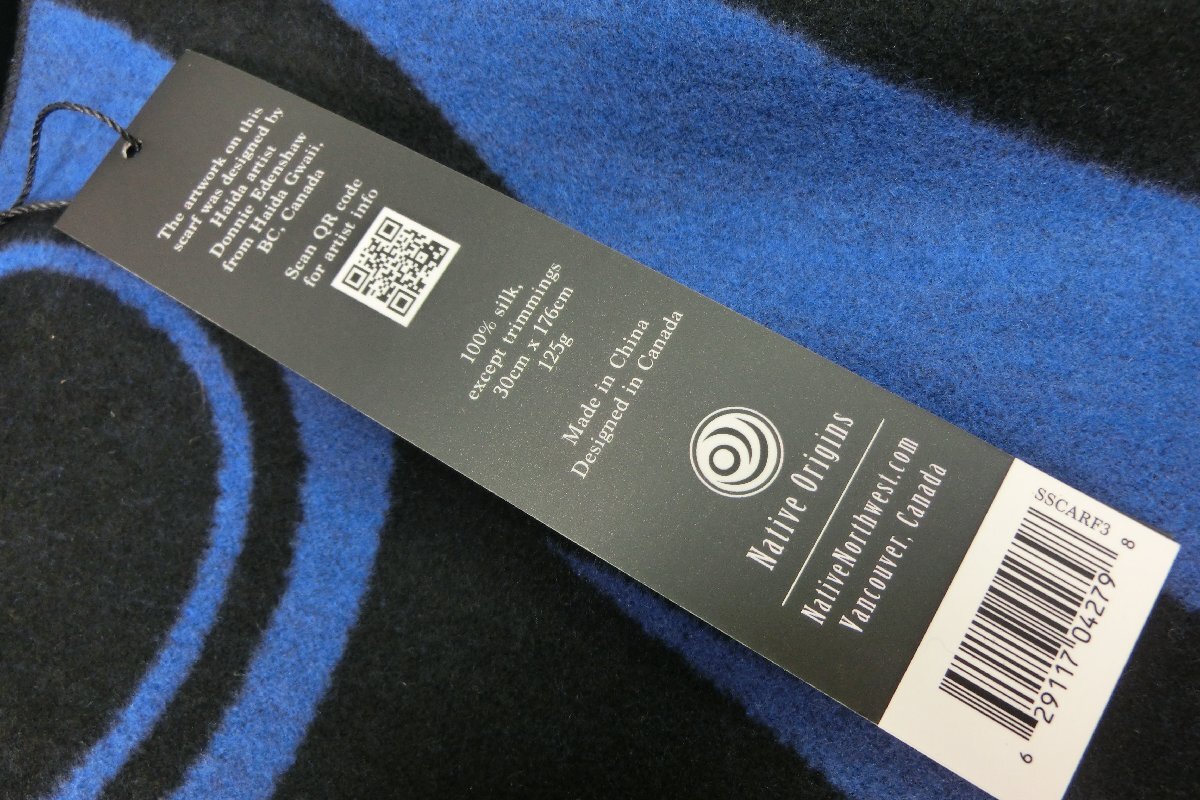 The artwork on this
scarf was designed by
Haida artist
Donnie Edenshaw
from Haida Gwaii,
BC, Canada
Scan QR code
for artist info
100% silk,
except trimmings
30cm x 176cm
125g
Made in China
Designed in Canada
Native Origins
NativeNorthwest.com
Vancouver, Canada
SSCARF3
6 29117 04279 8